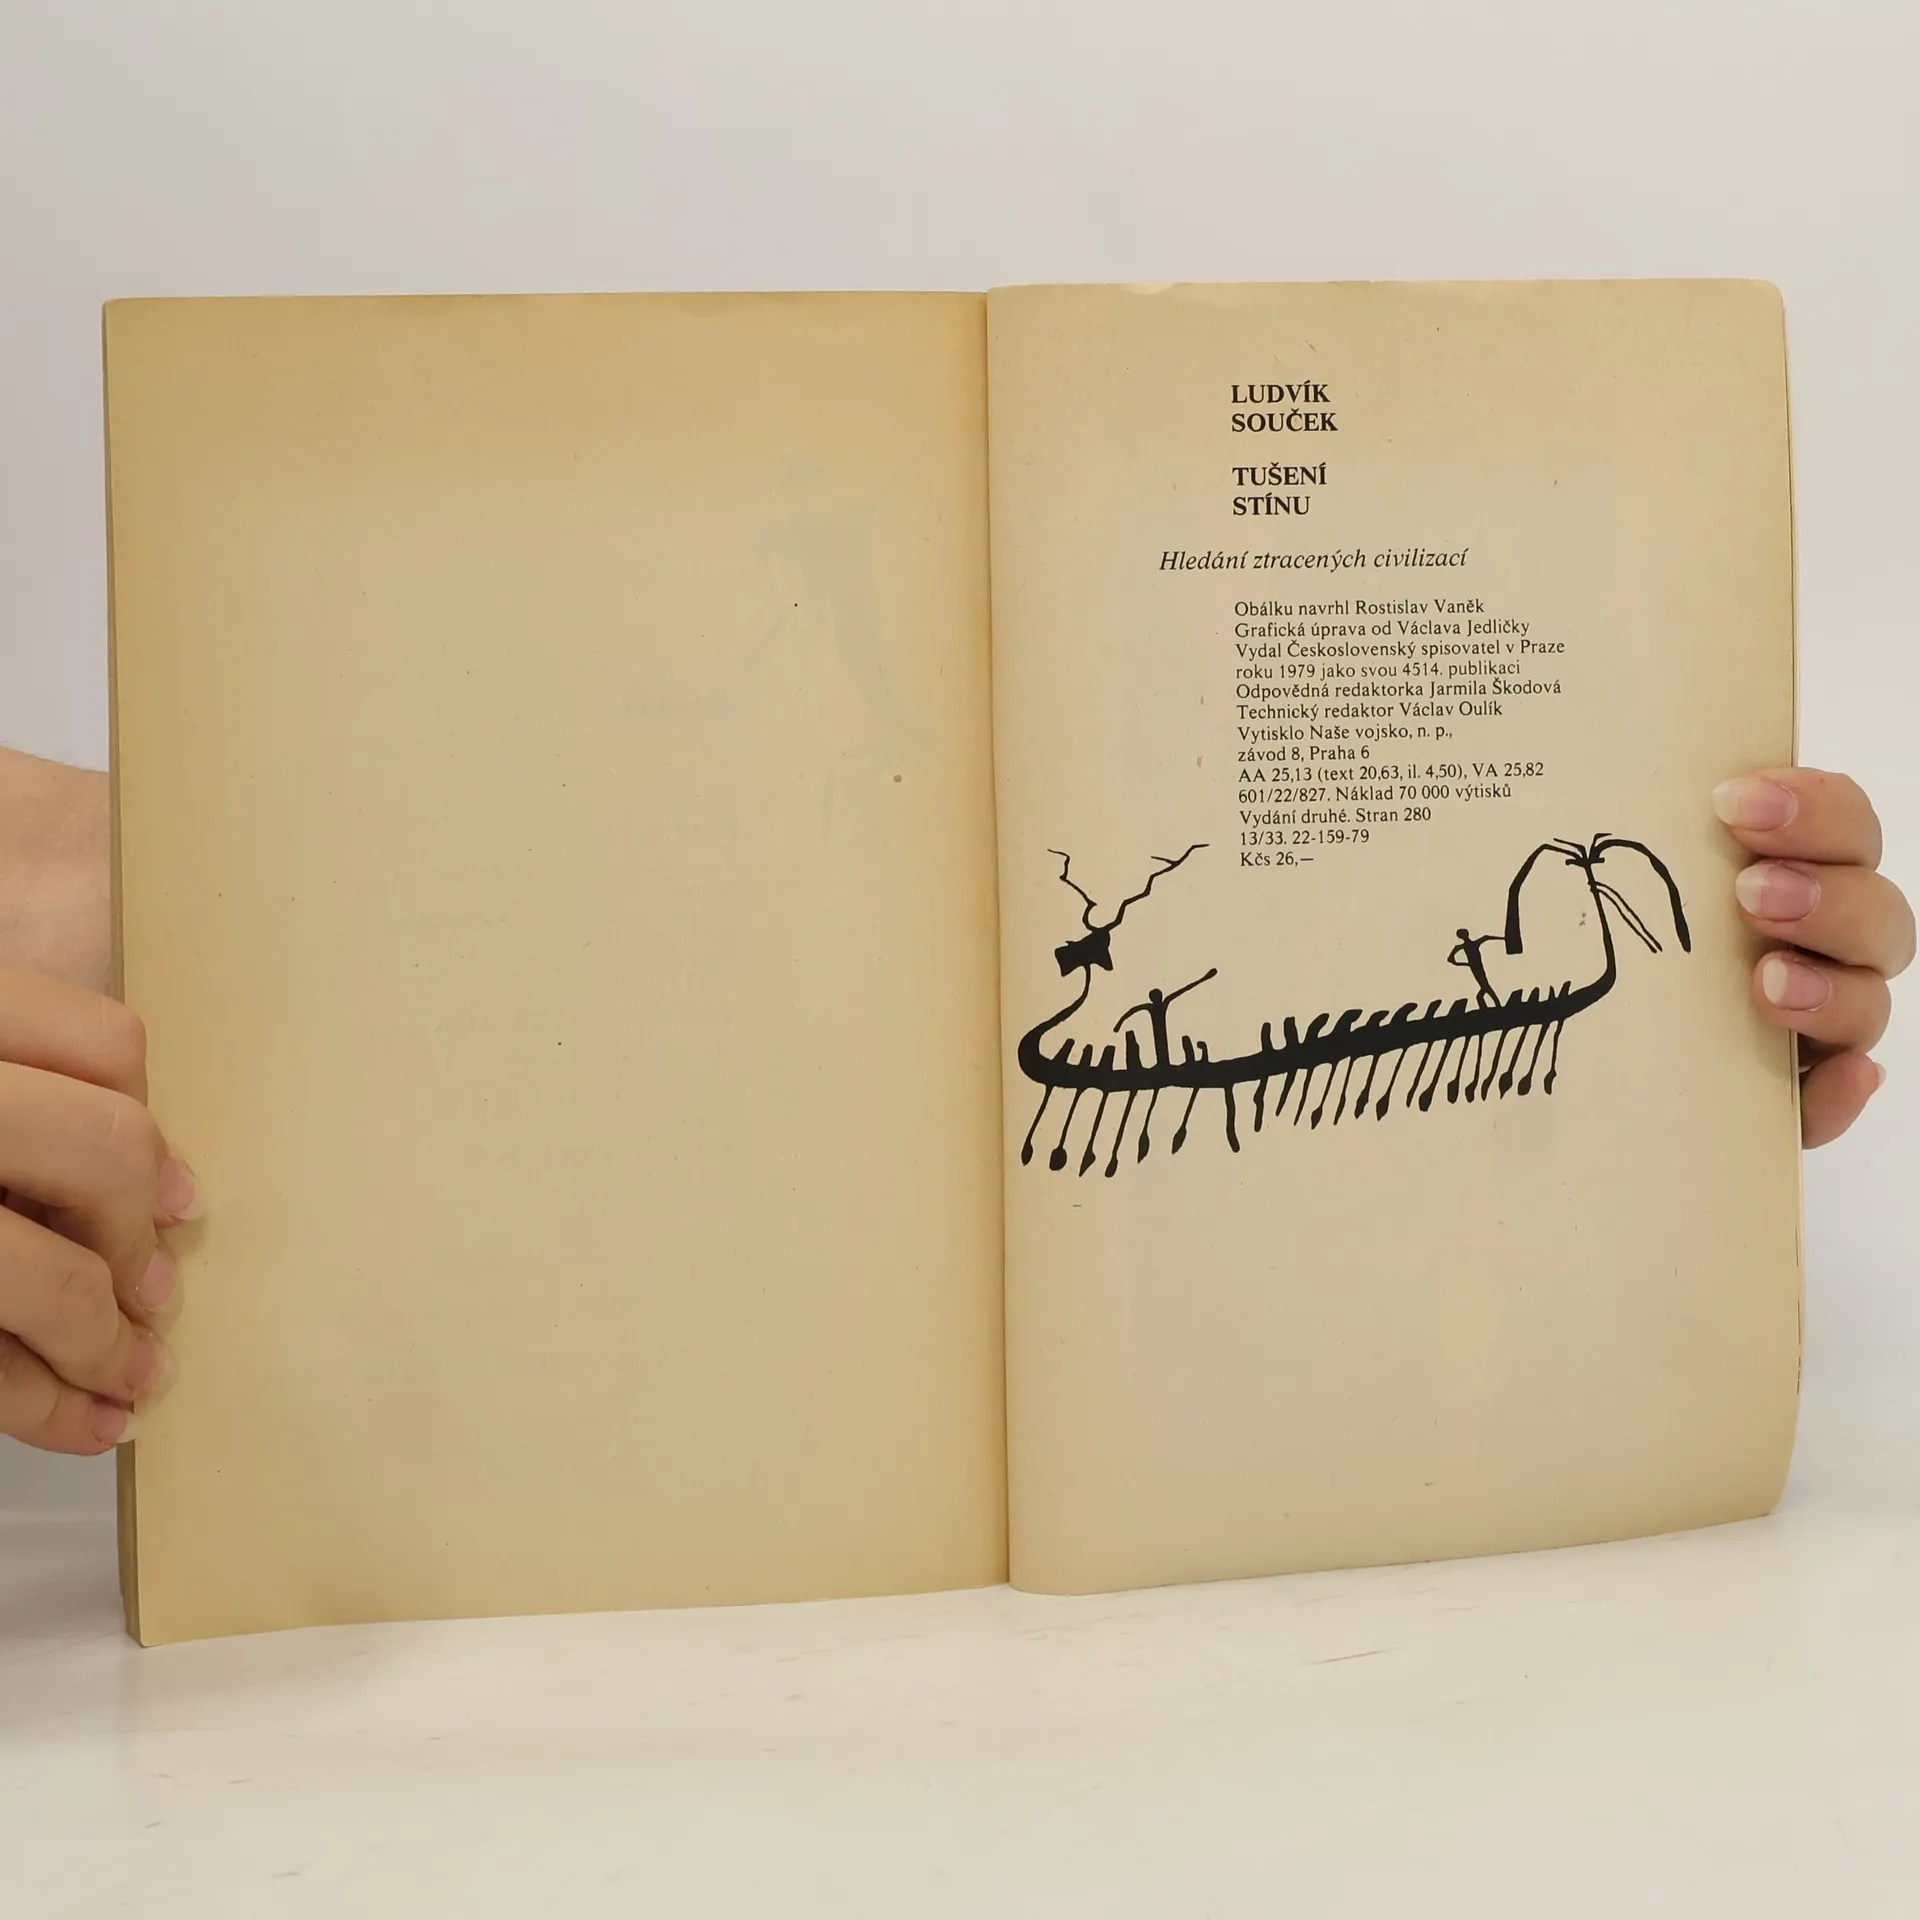 LUDVÍK
SOUČEK
TUŠENÍ
STÍNU
Hledání ztracených civilizací
Obálku navrhl Rostislav Vaněk
Grafická úprava od Václava Jedličky
Vydal Československý spisovatel v Praze
roku 1979 jako svou 4514. publikaci
Odpovědná redaktorka Jarmila Škodová
Technický redaktor Václav Oulík
Vytisklo Naše vojsko, n. p.,
závod 8, Praha 6
AA 25,13 (text 20,63, il. 4,50), VA 25,82
601/22/827. Náklad 70 000 výtisků
Vydání druhé. Stran 280
13/33. 22-159-79
Kčs 26,—